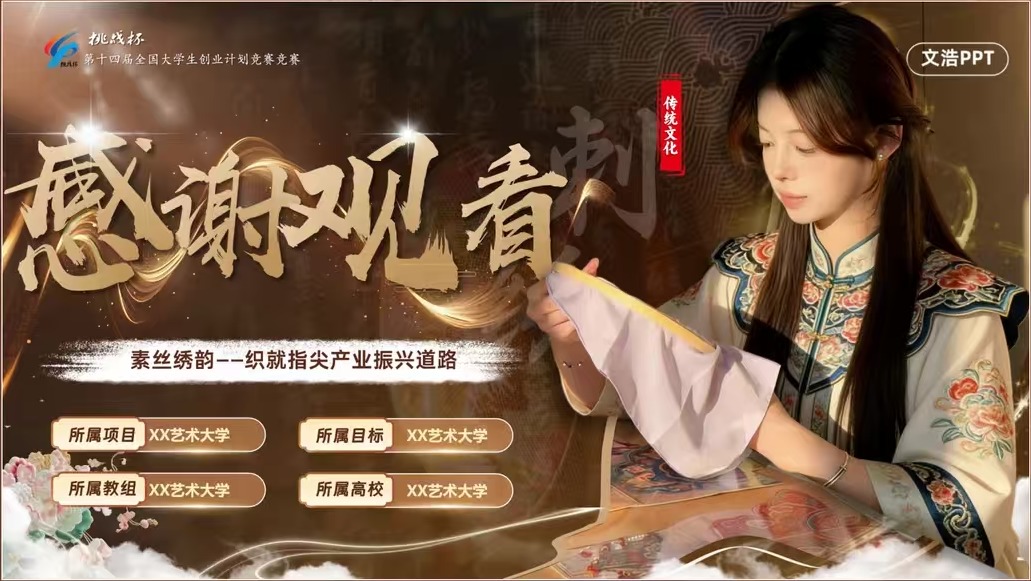 挑战杯
第十四届全国大学生创业计划竞赛竞赛
挑战杯
文浩PPT
传统文化
刺
感谢观看
素丝绣韵——织就指尖产业振兴道路
所属项目 XX艺术大学
所属目标 XX艺术大学
所属教组 XX艺术大学
所属高校 XX艺术大学